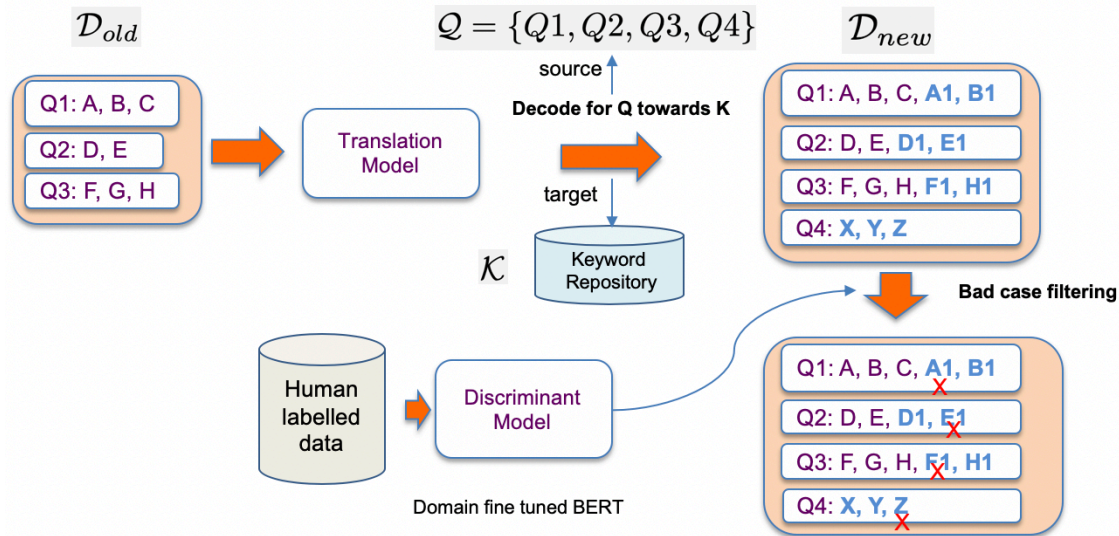 D_old
Q = {Q1, Q2, Q3, Q4}
D_new
source
Decode for Q towards K
target
Q1: A, B, C
Q2: D, E
Q3: F, G, H
Translation
Model
Q1: A, B, C, A1, B1
Q2: D, E, D1, E1
Q3: F, G, H, F1, H1
Q4: X, Y, Z
K
Keyword
Repository
Bad case filtering
Human
labelled
data
Discriminant
Model
Domain fine tuned BERT
Q1: A, B, C, A1, B1
X
Q2: D, E, D1, E1
X
Q3: F, G, H, F1, H1
X
Q4: X, Y, Z
X